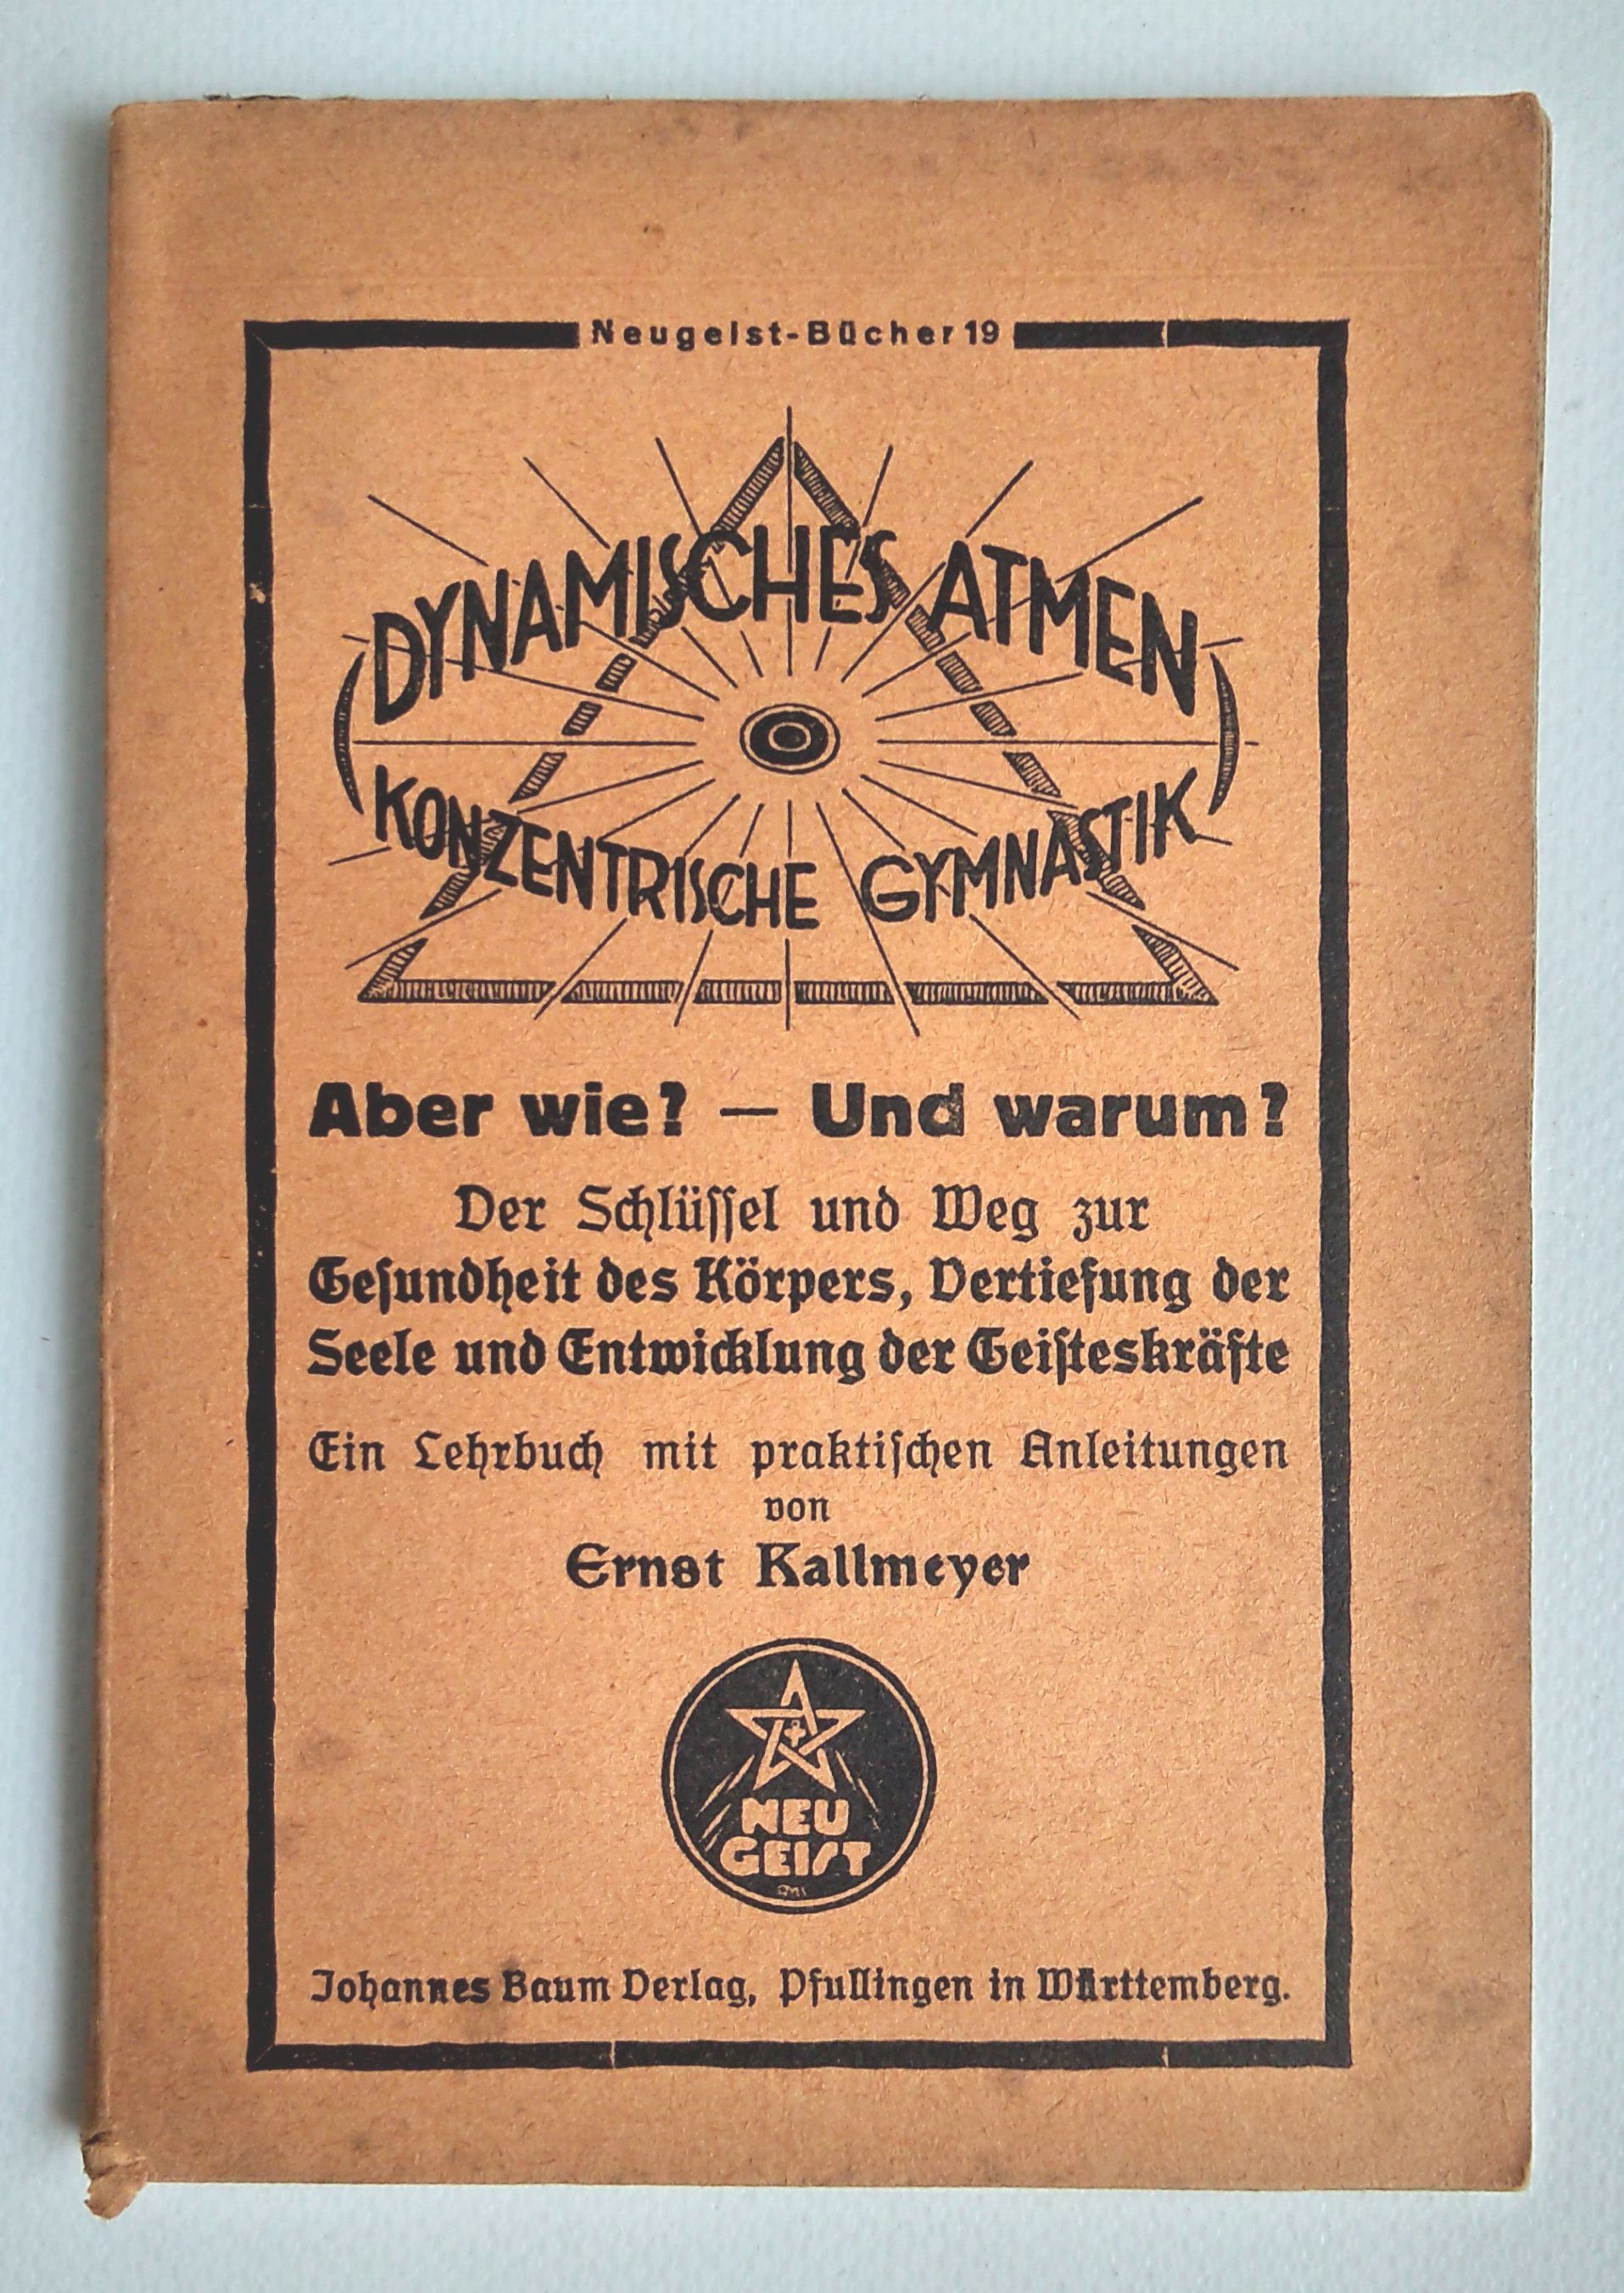 Neugeist-Bücher 19
DYNAMISCHES ATMEN
KONZENTRISCHE GYMNASTIK
Aber wie? — Und warum?
Der Schlüssel und Weg zur
Gesundheit des Körpers, Vertiefung der
Seele und Entwicklung der Geisteskräfte
Ein Lehrbuch mit praktischen Anleitungen
von
Ernst Kallmeyer
NEU
GEIST
Johannes Baum Verlag, Pfullingen in Württemberg.